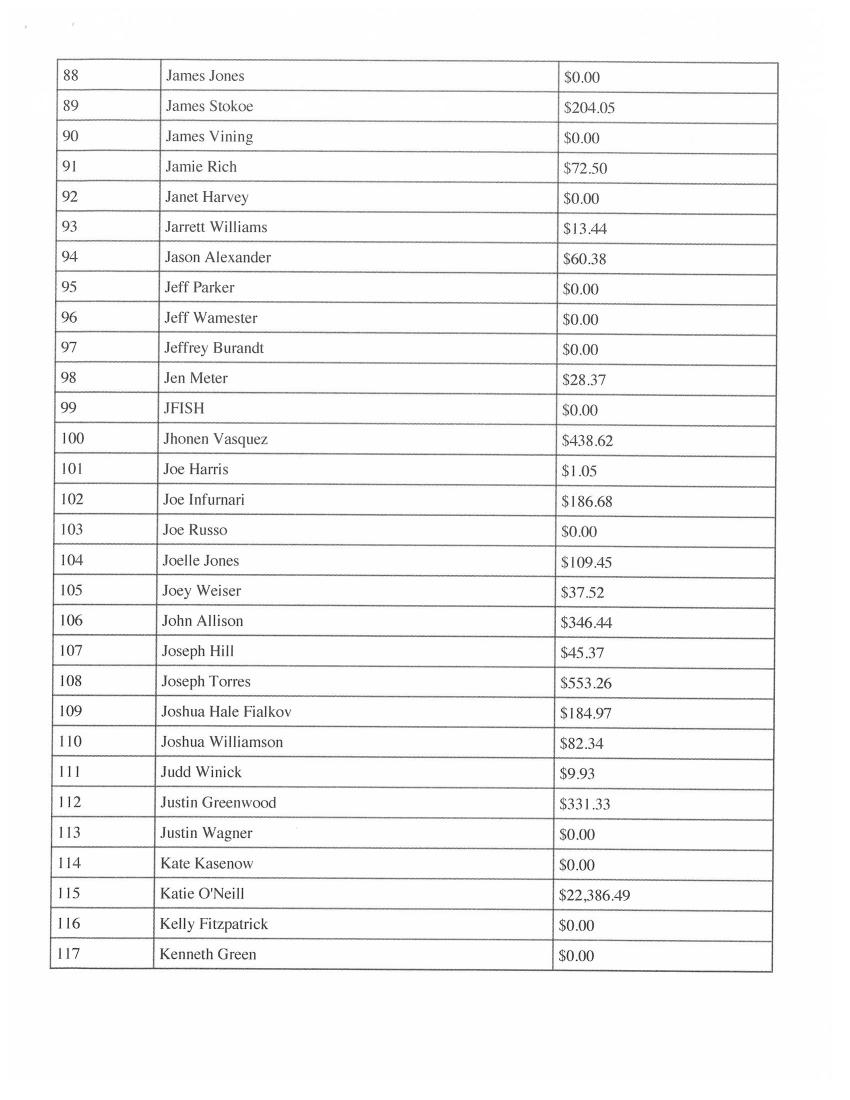 88 James Jones $0.00
89 James Stokoe $204.05
90 James Vining $0.00
91 Jamie Rich $72.50
92 Janet Harvey $0.00
93 Jarrett Williams $13.44
94 Jason Alexander $60.38
95 Jeff Parker $0.00
96 Jeff Wamester $0.00
97 Jeffrey Burandt $0.00
98 Jen Meter $28.37
99 JFISH $0.00
100 Jhonen Vasquez $438.62
101 Joe Harris $1.05
102 Joe Infurnari $186.68
103 Joe Russo $0.00
104 Joelle Jones $109.45
105 Joey Weiser $37.52
106 John Allison $346.44
107 Joseph Hill $45.37
108 Joseph Torres $553.26
109 Joshua Hale Fialkov $184.97
110 Joshua Williamson $82.34
111 Judd Winick $9.93
112 Justin Greenwood $331.33
113 Justin Wagner $0.00
114 Kate Kasenow $0.00
115 Katie O'Neill $22,386.49
116 Kelly Fitzpatrick $0.00
117 Kenneth Green $0.00